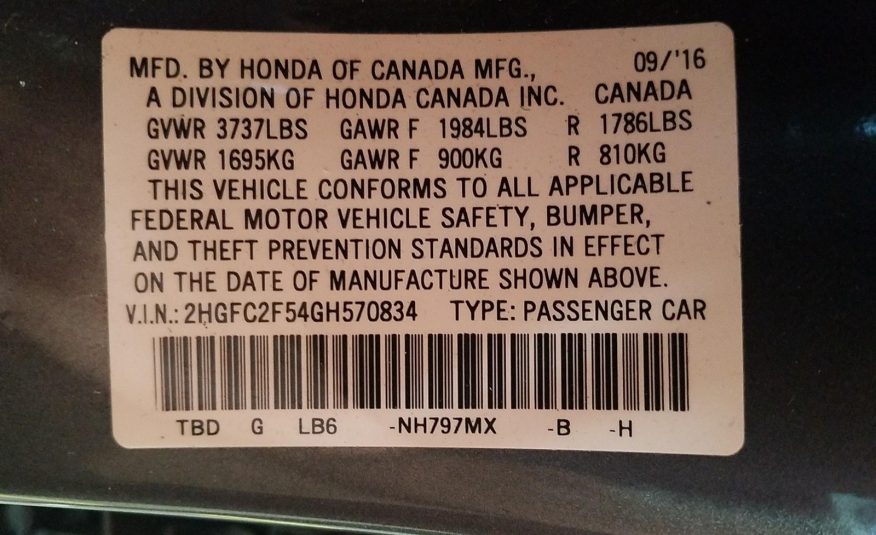 MFD. BY HONDA OF CANADA MFG., 09/'16
A DIVISION OF HONDA CANADA INC. CANADA
GVWR 3737LBS GAWR F 1984LBS R 1786LBS
GVWR 1695KG GAWR F 900KG R 810KG
THIS VEHICLE CONFORMS TO ALL APPLICABLE
FEDERAL MOTOR VEHICLE SAFETY, BUMPER,
AND THEFT PREVENTION STANDARDS IN EFFECT
ON THE DATE OF MANUFACTURE SHOWN ABOVE.
V.I.N.: 2HGFC2F54GH570834 TYPE: PASSENGER CAR
TBD G LB6 -NH797MX -B -H